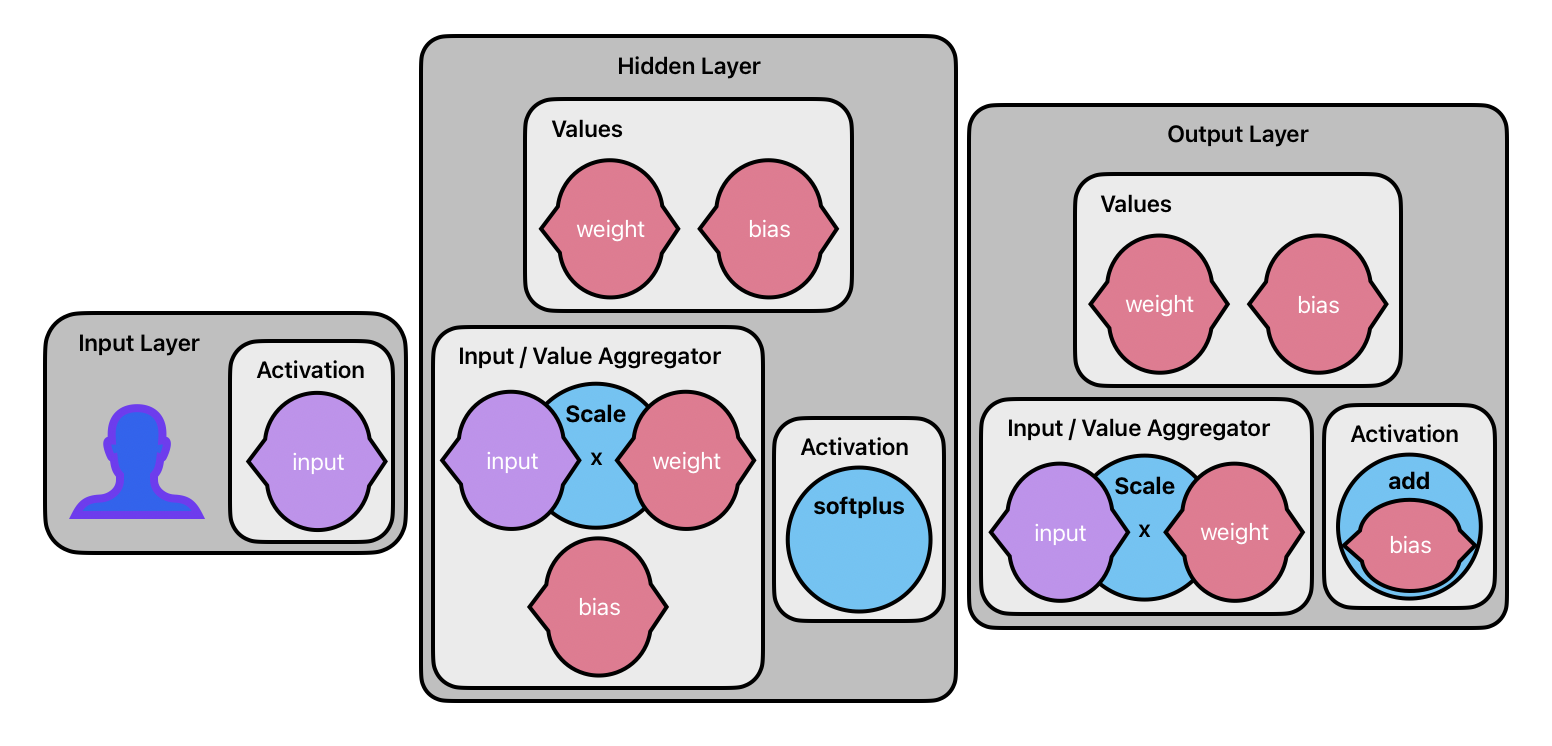 Input Layer
Activation
input
Hidden Layer
Values
weight
bias
Input / Value Aggregator
input
Scale
x
weight
bias
Activation
softplus
Output Layer
Values
weight
bias
Input / Value Aggregator
input
Scale
x
weight
Activation
add
bias